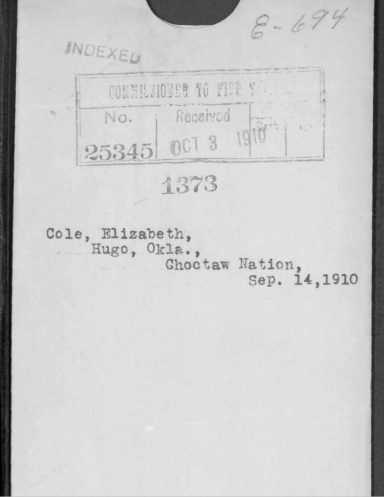 E-694
INDEXED
COMMISSIONER TO FIVE
No. Received
25345 OCT 3 1910
1373
Cole, Elizabeth,
Hugo, Okla.,
Choctaw Nation,
Sep. 14,1910